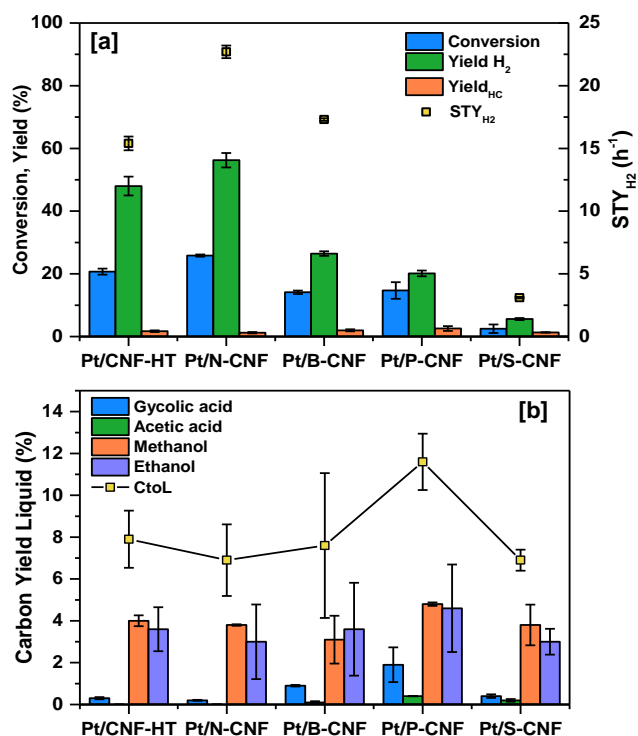 [a]
Conversion
Yield H2
YieldHC
STYH2
Conversion, Yield (%)
100
80
60
40
20
0
STYH2 (h-1)
25
20
15
10
5
0
Pt/CNF-HT Pt/N-CNF Pt/B-CNF Pt/P-CNF Pt/S-CNF
[b]
Gycolic acid
Acetic acid
Methanol
Ethanol
CtoL
Carbon Yield Liquid (%)
14
12
10
8
6
4
2
0
Pt/CNF-HT Pt/N-CNF Pt/B-CNF Pt/P-CNF Pt/S-CNF